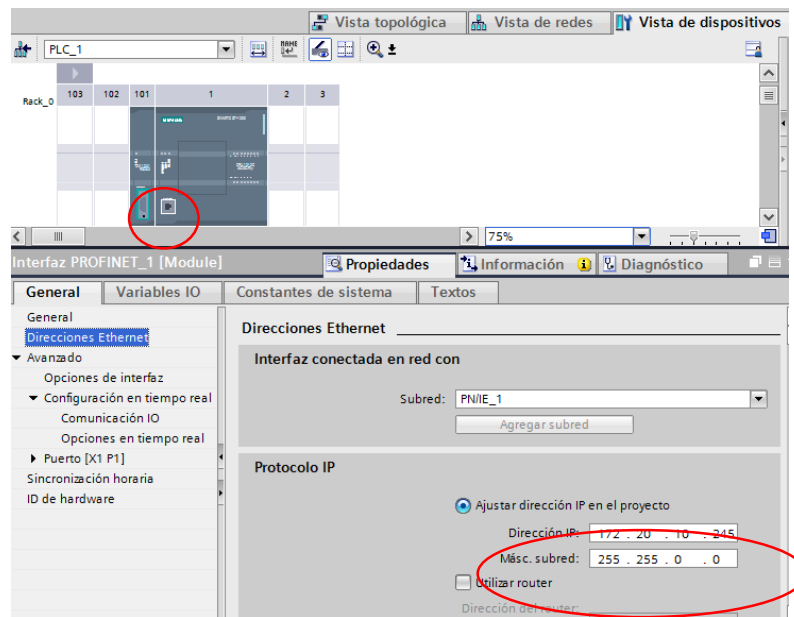 Vista topológica Vista de redes Vista de dispositivos
PLC_1
NAME
103 102 101 1 2 3
Rack_0
SIEMENS
75%
Interfaz PROFINET_1 [Module]
Propiedades Información Diagnóstico
General Variables IO Constantes de sistema Textos
General
Direcciones Ethernet
Avanzado
Opciones de interfaz
Configuración en tiempo real
Comunicación IO
Opciones en tiempo real
Puerto [X1 P1]
Sincronización horaria
ID de hardware
Direcciones Ethernet
Interfaz conectada en red con
Subred: PN/IE_1
Agregar subred
Protocolo IP
Ajustar dirección IP en el proyecto
Dirección IP: 172 . 20 . 10 . 245
Másc. subred: 255 . 255 . 0 . 0
Utilizar router
Dirección del router: